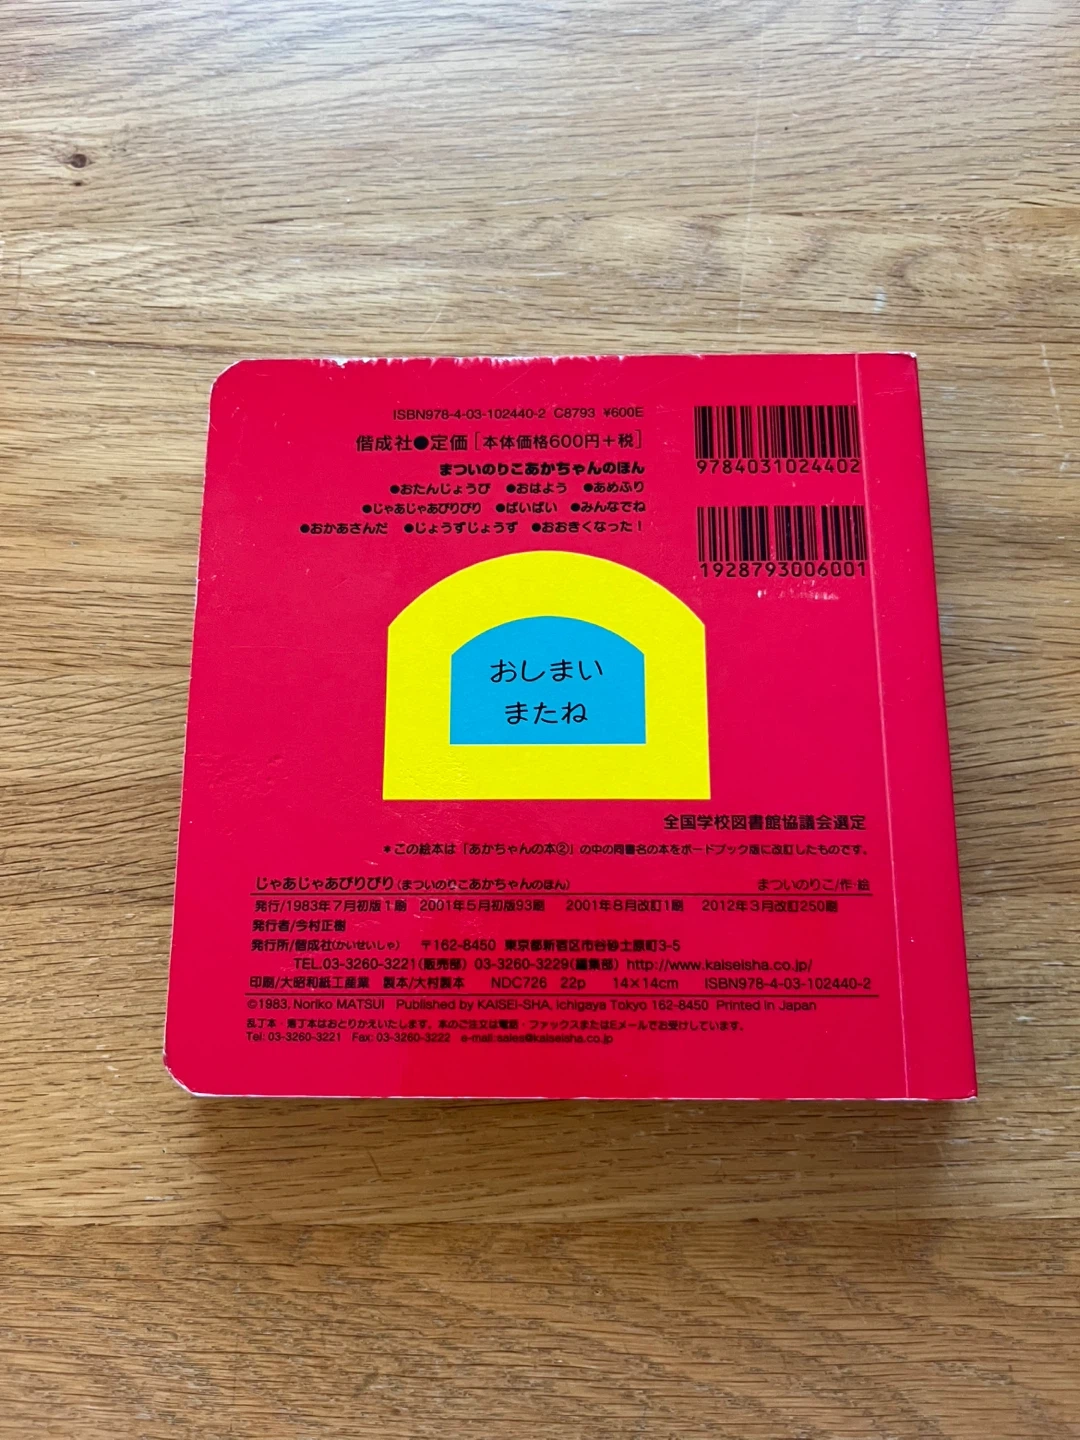 ISBN978-4-03-102440-2 C8793 ¥600E
偕成社●定価[本体価格600円+税]
まついのりこあかちゃんのほん
●おたんじょうび ●おはよう ●あめふり
●じゃあじゃあびりびり ●ばいばい ●みんなでね
●おかあさんだ ●じょうずじょうず ●おおきくなった!
9784031024402
1928793006001
おしまい
またね
全国学校図書館協議会選定
*この絵本は「あかちゃんの本②」の中の同書名の本をボードブック版に改訂したものです。
じゃあじゃあびりびり(まついのりこあかちゃんのほん) まついのりこ/作・絵
発行/1983年7月初版1刷 2001年5月初版93刷 2001年8月改訂1刷 2012年3月改訂250刷
発行者/今村正樹
発行所/偕成社(かいせいしゃ) 〒162-8450 東京都新宿区市谷砂土原町3-5
TEL.03-3260-3221(販売部) 03-3260-3229(編集部) http://www.kaiseisha.co.jp/
印刷/大昭和紙工産業 製本/大村製本 NDC726 22p 14×14cm ISBN978-4-03-102440-2
©1983, Noriko MATSUI Published by KAISEI-SHA, Ichigaya Tokyo 162-8450 Printed in Japan
乱丁本・落丁本はおとりかえいたします。本のご注文は電話・ファックスまたはEメールでお受けしています。
Tel: 03-3260-3221 Fax: 03-3260-3222 e-mail:sales@kaiseisha.co.jp